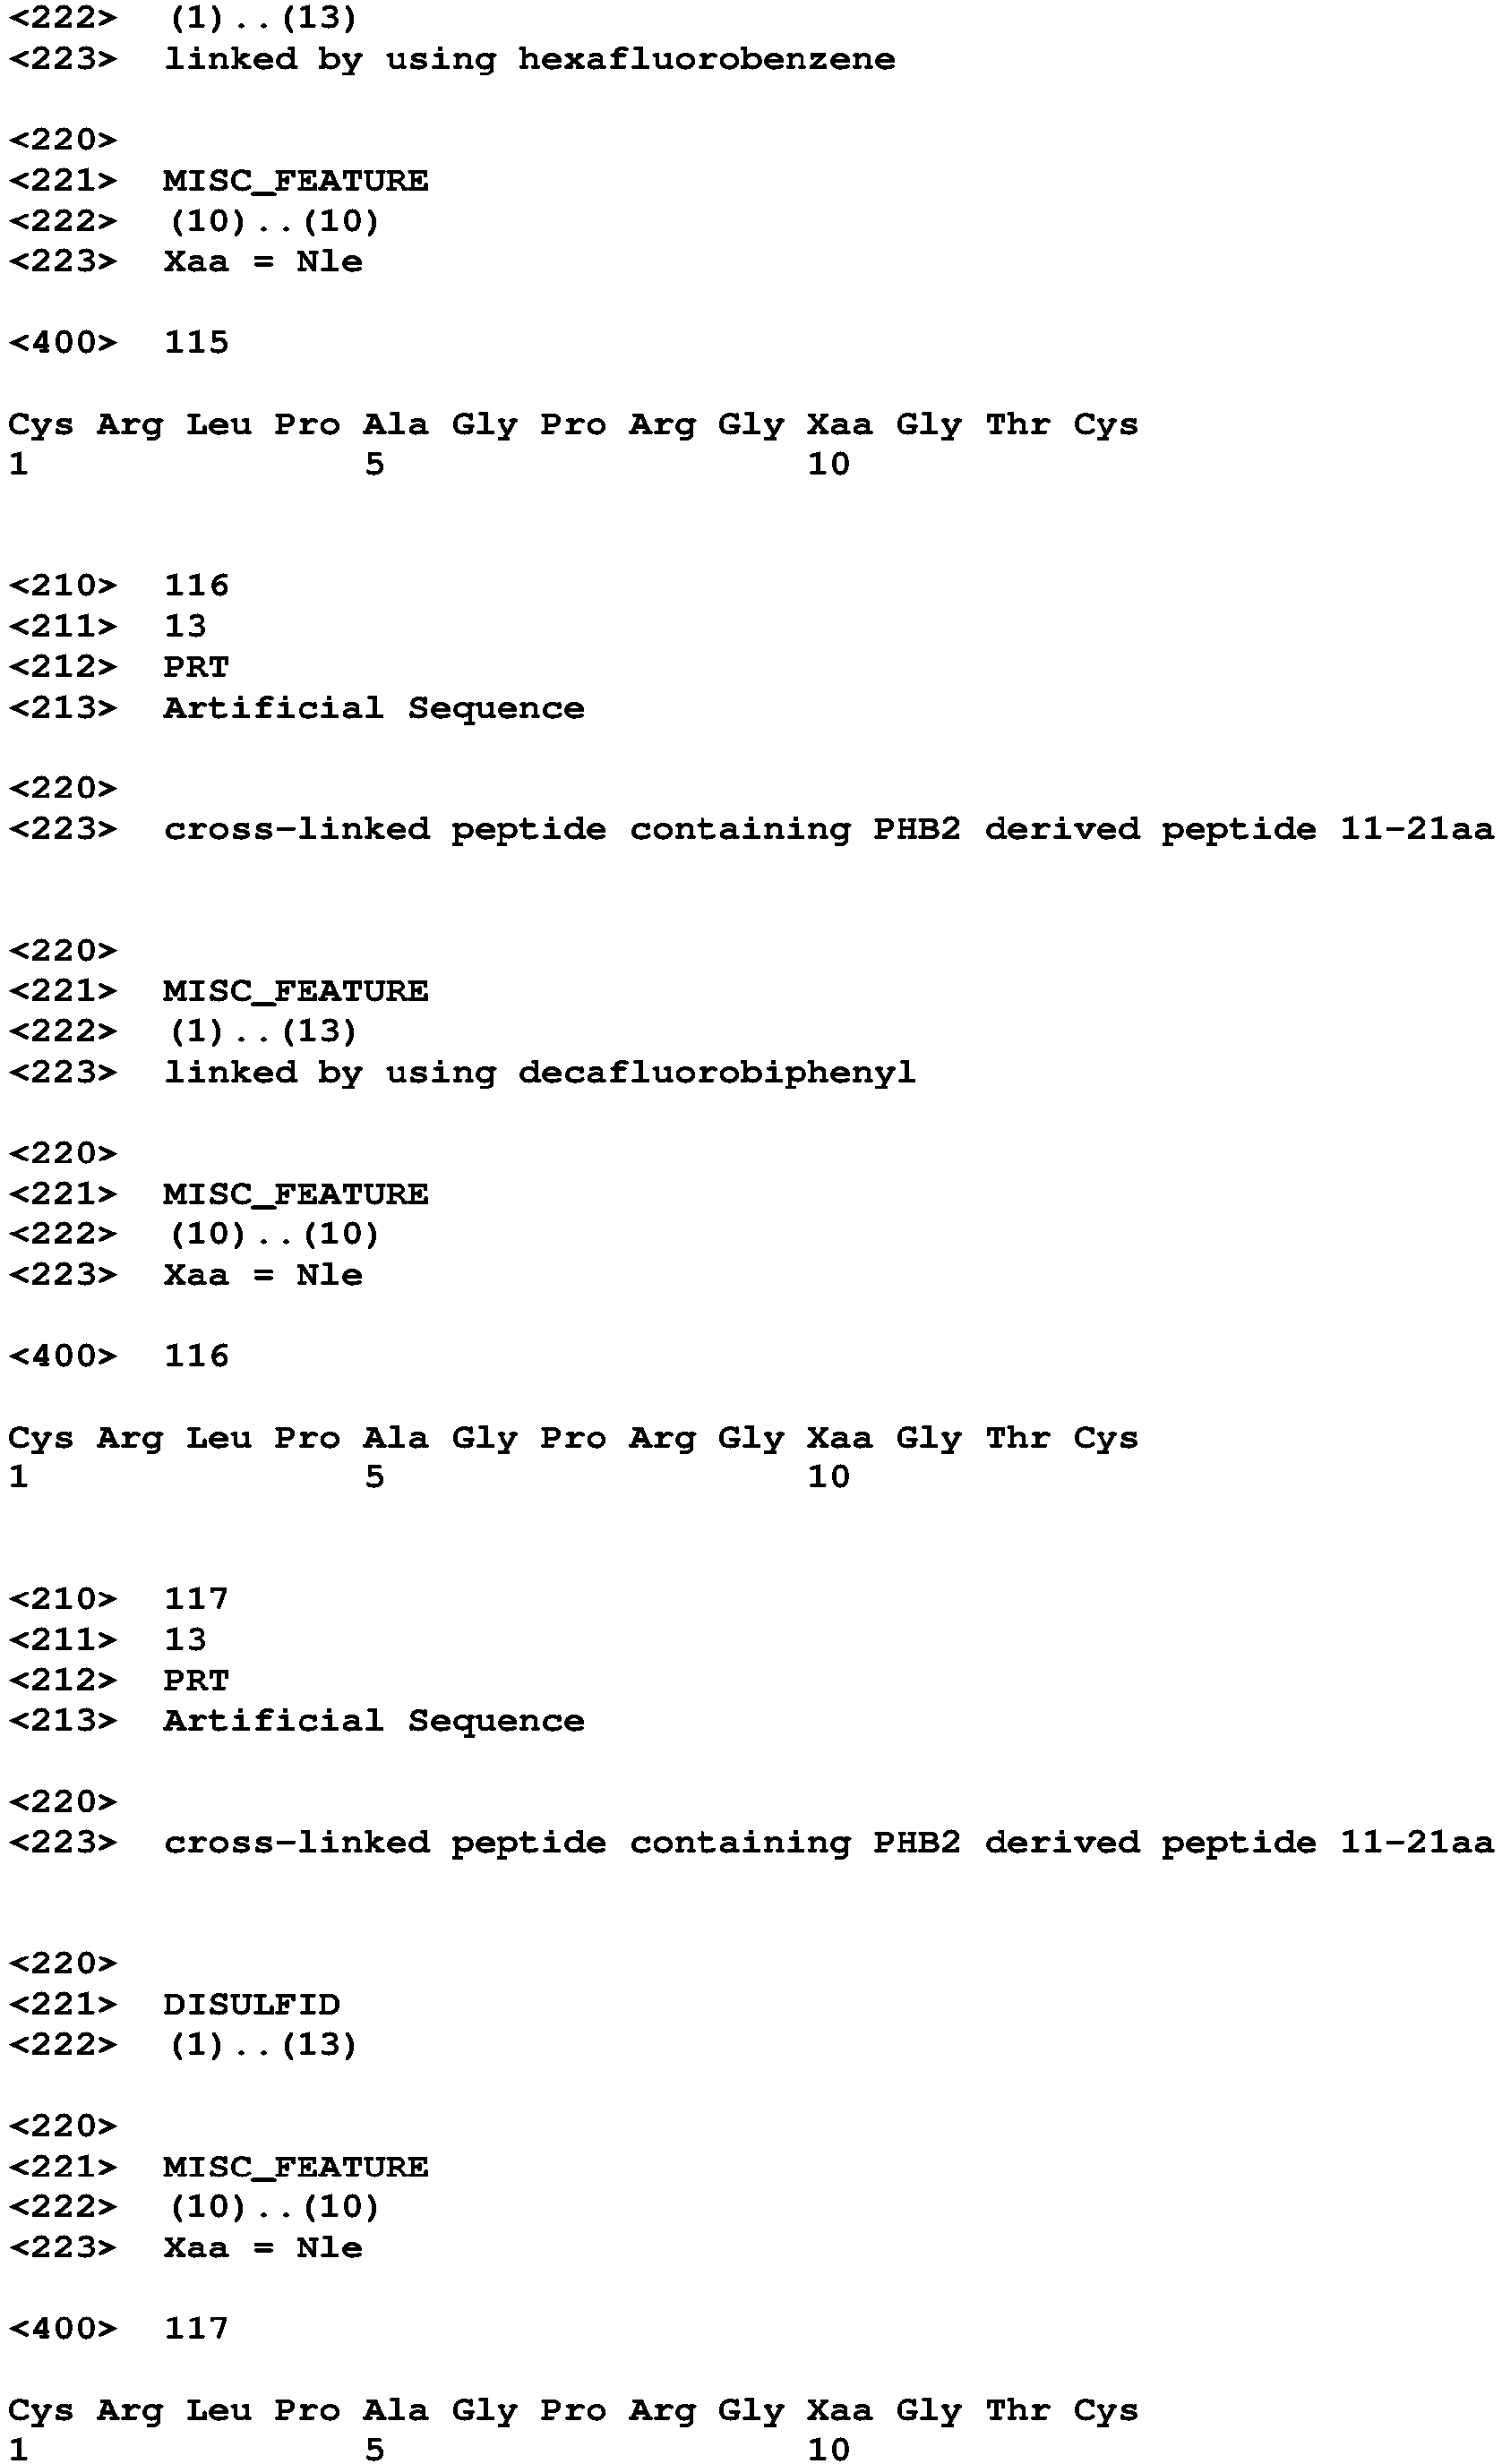 <222>  (1)..(13)
<223>  linked by using hexafluorobenzene
<220>
<221>  MISC_FEATURE
<222>  (10)..(10)
<223>  Xaa = Nle
<400>  115
Cys Arg Leu Pro Ala Gly Pro Arg Gly Xaa Gly Thr Cys
1               5                   10
<210>  116
<211>  13
<212>  PRT
<213>  Artificial Sequence
<220>
<223>  cross-linked peptide containing PHB2 derived peptide 11-21aa
<220>
<221>  MISC_FEATURE
<222>  (1)..(13)
<223>  linked by using decafluorobiphenyl
<220>
<221>  MISC_FEATURE
<222>  (10)..(10)
<223>  Xaa = Nle
<400>  116
Cys Arg Leu Pro Ala Gly Pro Arg Gly Xaa Gly Thr Cys
1               5                   10
<210>  117
<211>  13
<212>  PRT
<213>  Artificial Sequence
<220>
<223>  cross-linked peptide containing PHB2 derived peptide 11-21aa
<220>
<221>  DISULFID
<222>  (1)..(13)
<220>
<221>  MISC_FEATURE
<222>  (10)..(10)
<223>  Xaa = Nle
<400>  117
Cys Arg Leu Pro Ala Gly Pro Arg Gly Xaa Gly Thr Cys
1               5                   10